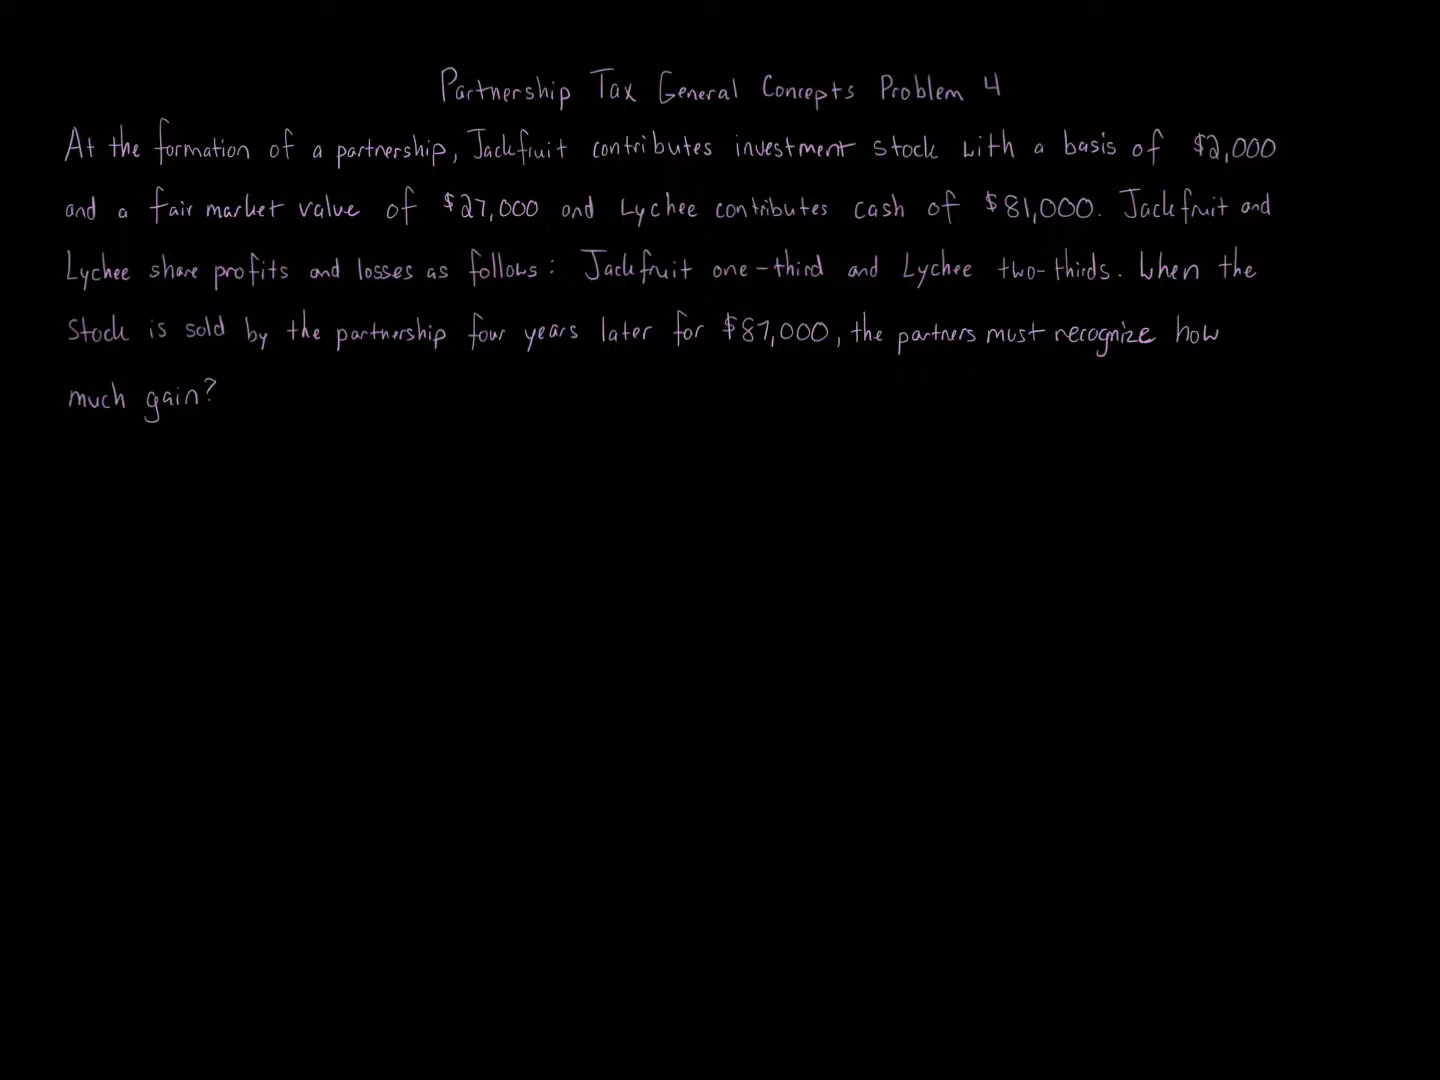 Partnership Tax General Concepts Problem 4
At the formation of a partnership, Jackfruit contributes investment stock with a basis of $2,000
and a fair market value of $27,000 and Lychee contributes cash of $81,000. Jackfruit and
Lychee share profits and losses as follows: Jackfruit one-third and Lychee two-thirds. When the
stock is sold by the partnership four years later for $87,000, the partners must recognize how
much gain?